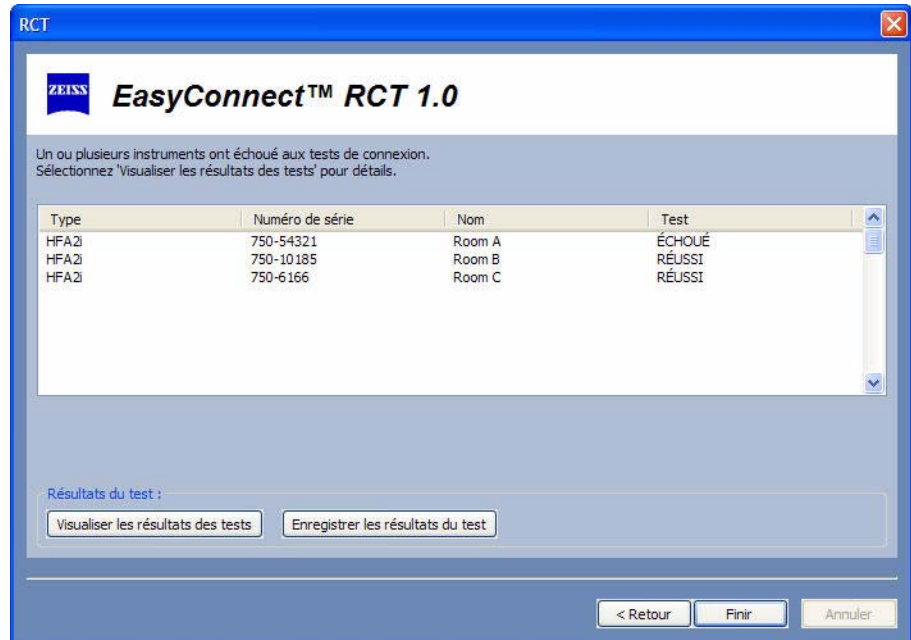 RCT
ZEISS
EasyConnect™ RCT 1.0
Un ou plusieurs instruments ont échoué aux tests de connexion.
Sélectionnez 'Visualiser les résultats des tests' pour détails.
Type Numéro de série Nom Test
HFA2i 750-54321 Room A ÉCHOUÉ
HFA2i 750-10185 Room B RÉUSSI
HFA2i 750-6166 Room C RÉUSSI
Résultats du test :
Visualiser les résultats des tests Enregistrer les résultats du test
< Retour Finir Annuler